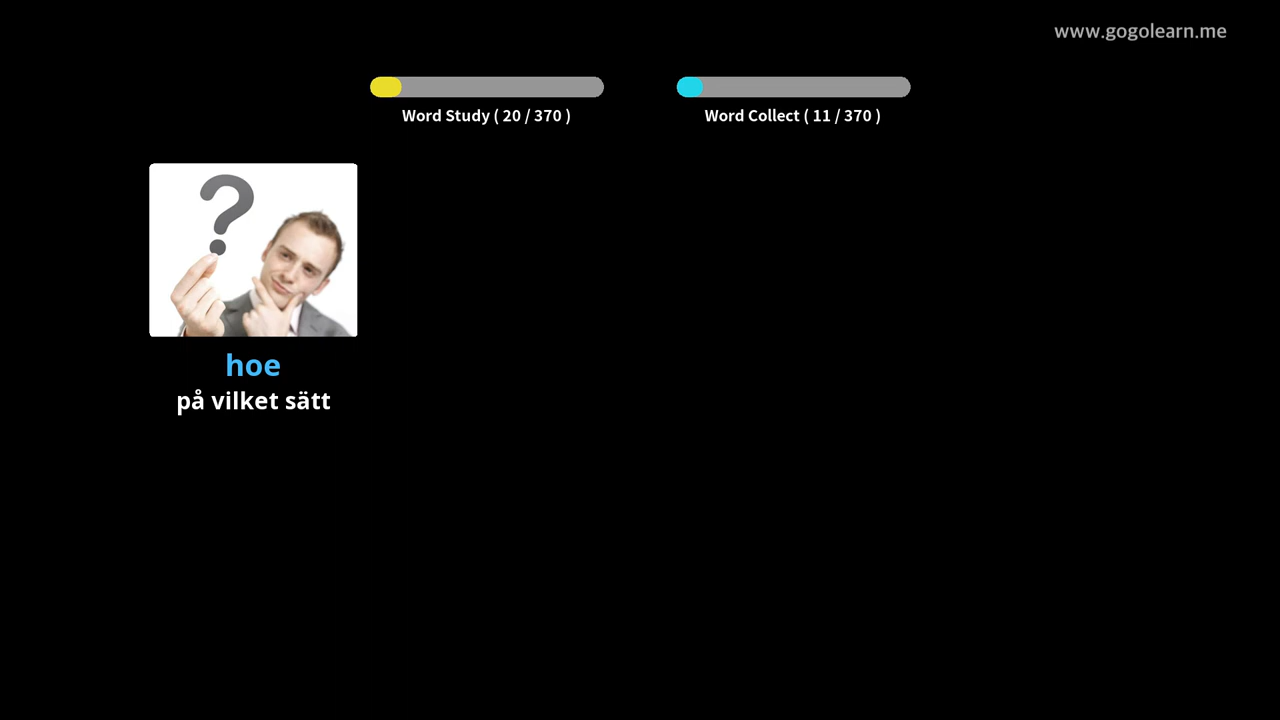 www.gogolearn.me
Word Study ( 20 / 370 )
Word Collect ( 11 / 370 )
?
hoe
på vilket sätt